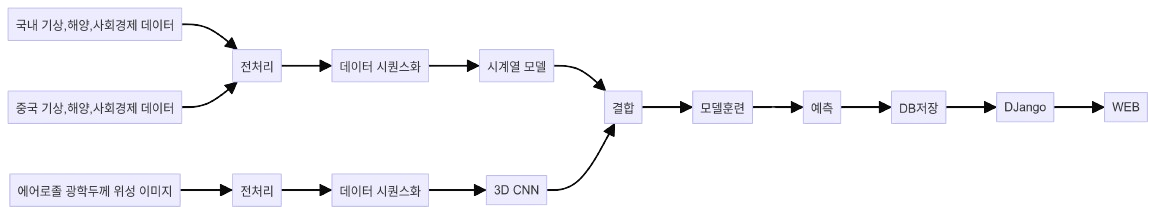 국내 기상,해양,사회경제 데이터
중국 기상,해양,사회경제 데이터
전처리
데이터 시퀀스화
시계열 모델
에어로졸 광학두께 위성 이미지
전처리
데이터 시퀀스화
3D CNN
결합
모델훈련
예측
DB저장
DJango
WEB